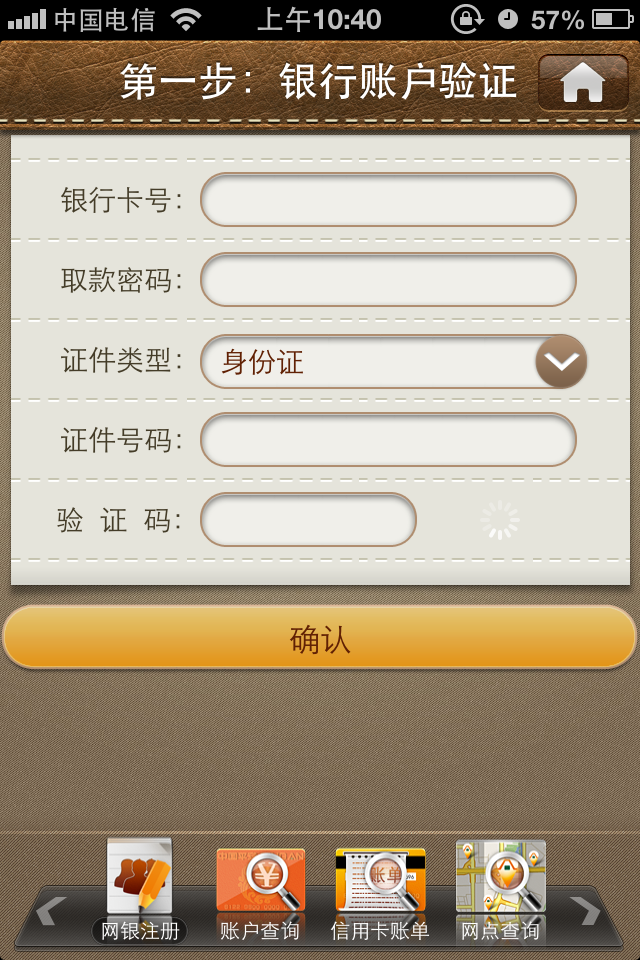 中国电信 上午10:40 57%
第一步：银行账户验证
银行卡号：
取款密码：
证件类型： 身份证
证件号码：
验 证 码：
确认
账单
网银注册 账户查询 信用卡账单 网点查询